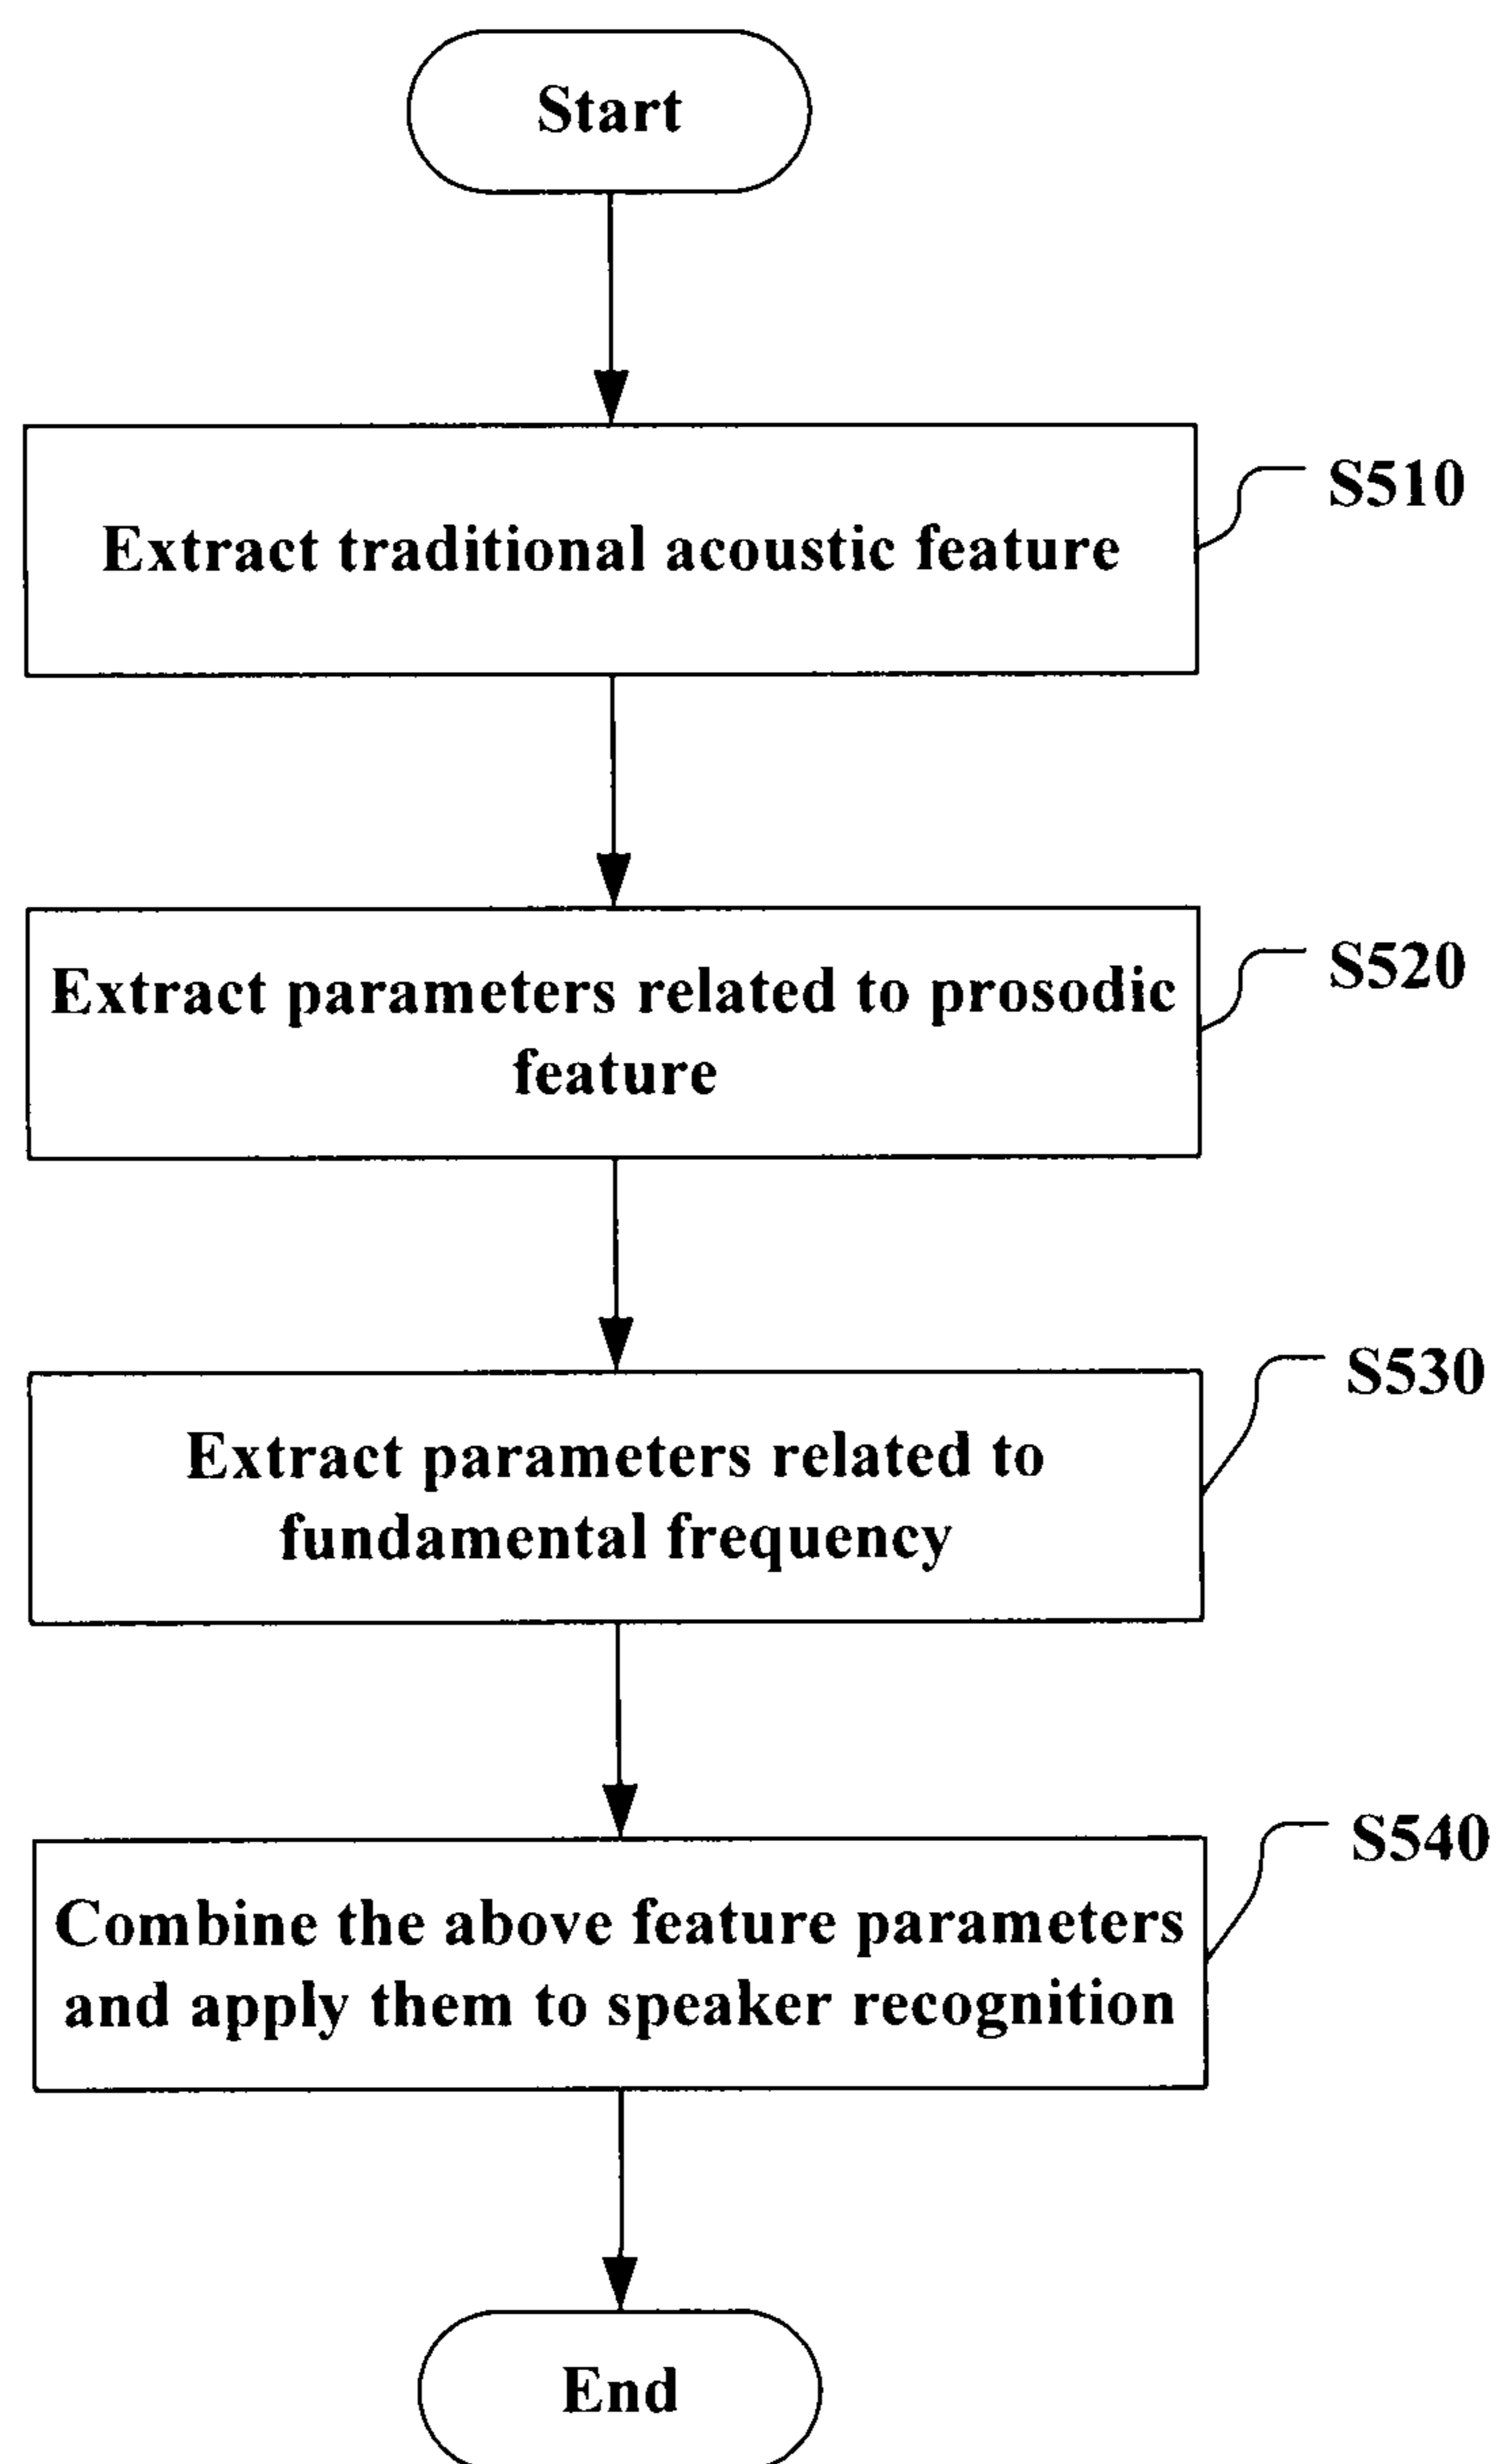 Start
Extract traditional acoustic feature
S510
Extract parameters related to prosodic
feature
S520
Extract parameters related to
fundamental frequency
S530
Combine the above feature parameters
and apply them to speaker recognition
S540
End